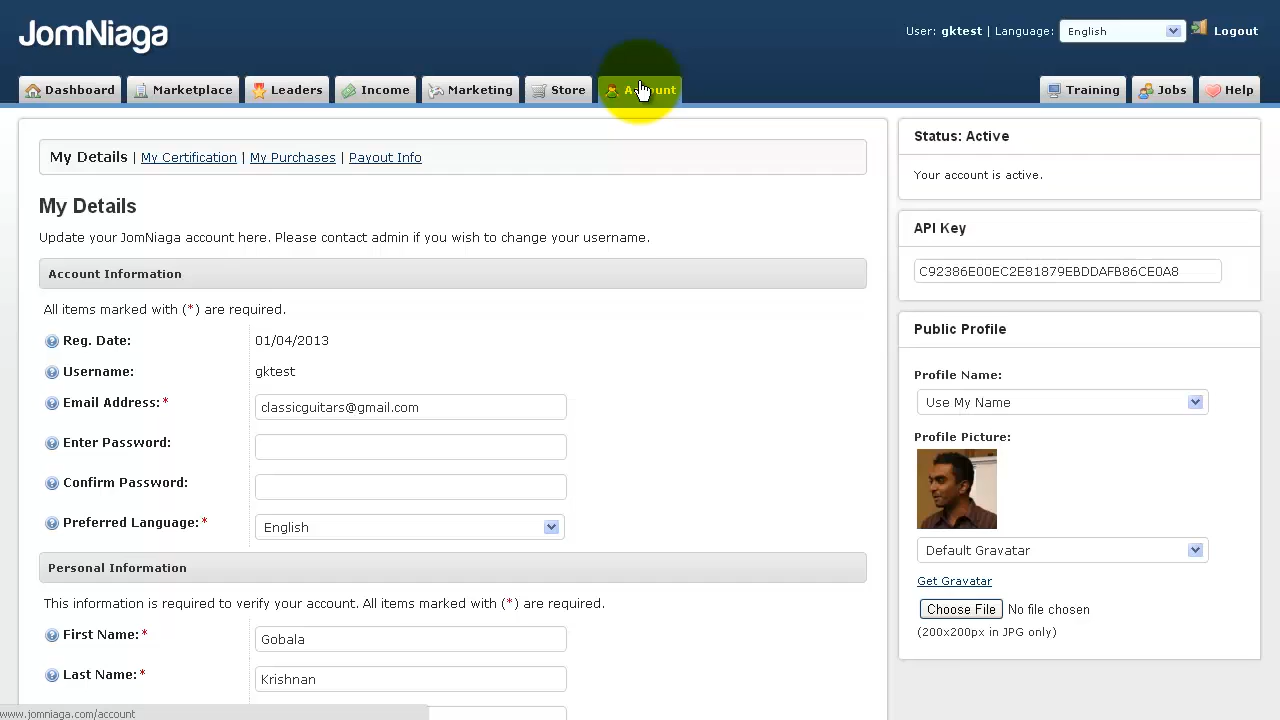 JomNiaga
User: gktest | Language: English Logout
Dashboard Marketplace Leaders Income Marketing Store Account Training Jobs Help
My Details | My Certification | My Purchases | Payout Info
My Details
Update your JomNiaga account here. Please contact admin if you wish to change your username.
Account Information
All items marked with (*) are required.
Reg. Date: 01/04/2013
Username: gktest
Email Address:* classicguitars@gmail.com
Enter Password:
Confirm Password:
Preferred Language:* English
Personal Information
This information is required to verify your account. All items marked with (*) are required.
First Name:* Gobala
Last Name:* Krishnan
Status: Active
Your account is active.
API Key
C92386E00EC2E81879EBDDAFB86CE0A8
Public Profile
Profile Name:
Use My Name
Profile Picture:
Default Gravatar
Get Gravatar
Choose File No file chosen
(200x200px in JPG only)
www.jomniaga.com/account